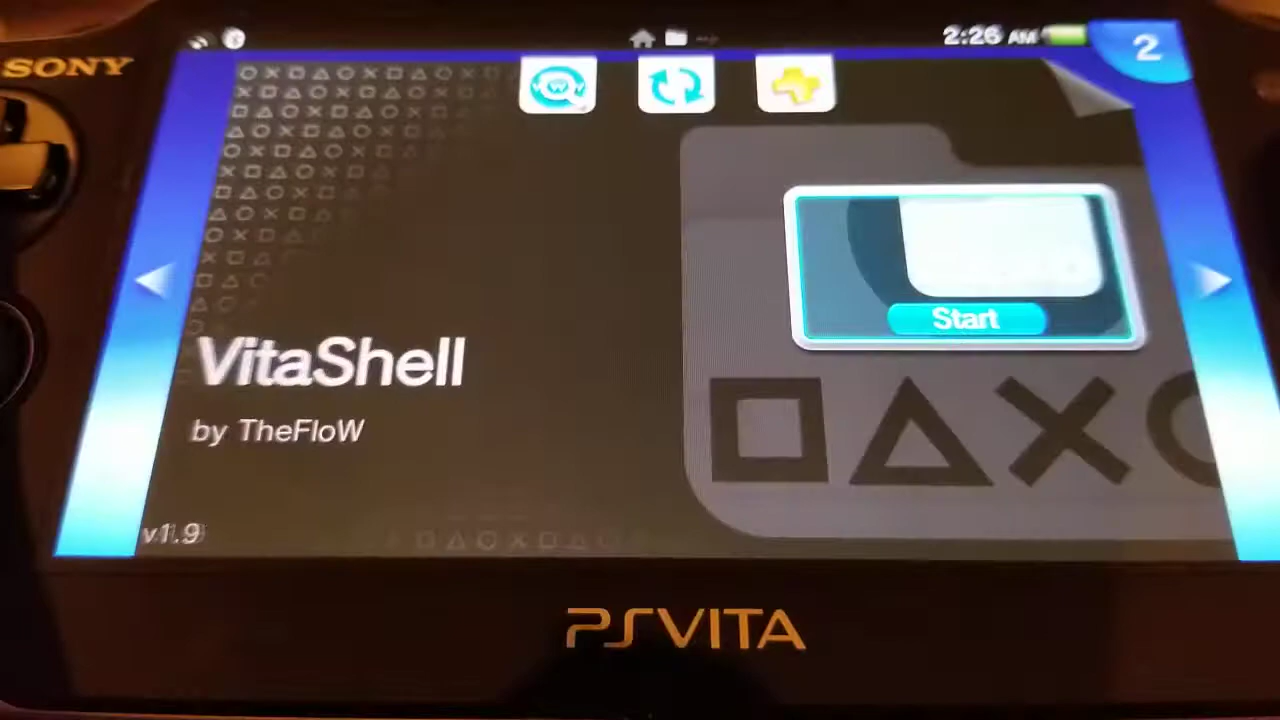 SONY
2:26 AM
2
Start
VitaShell
by TheFloW
v1.9
PSVITA